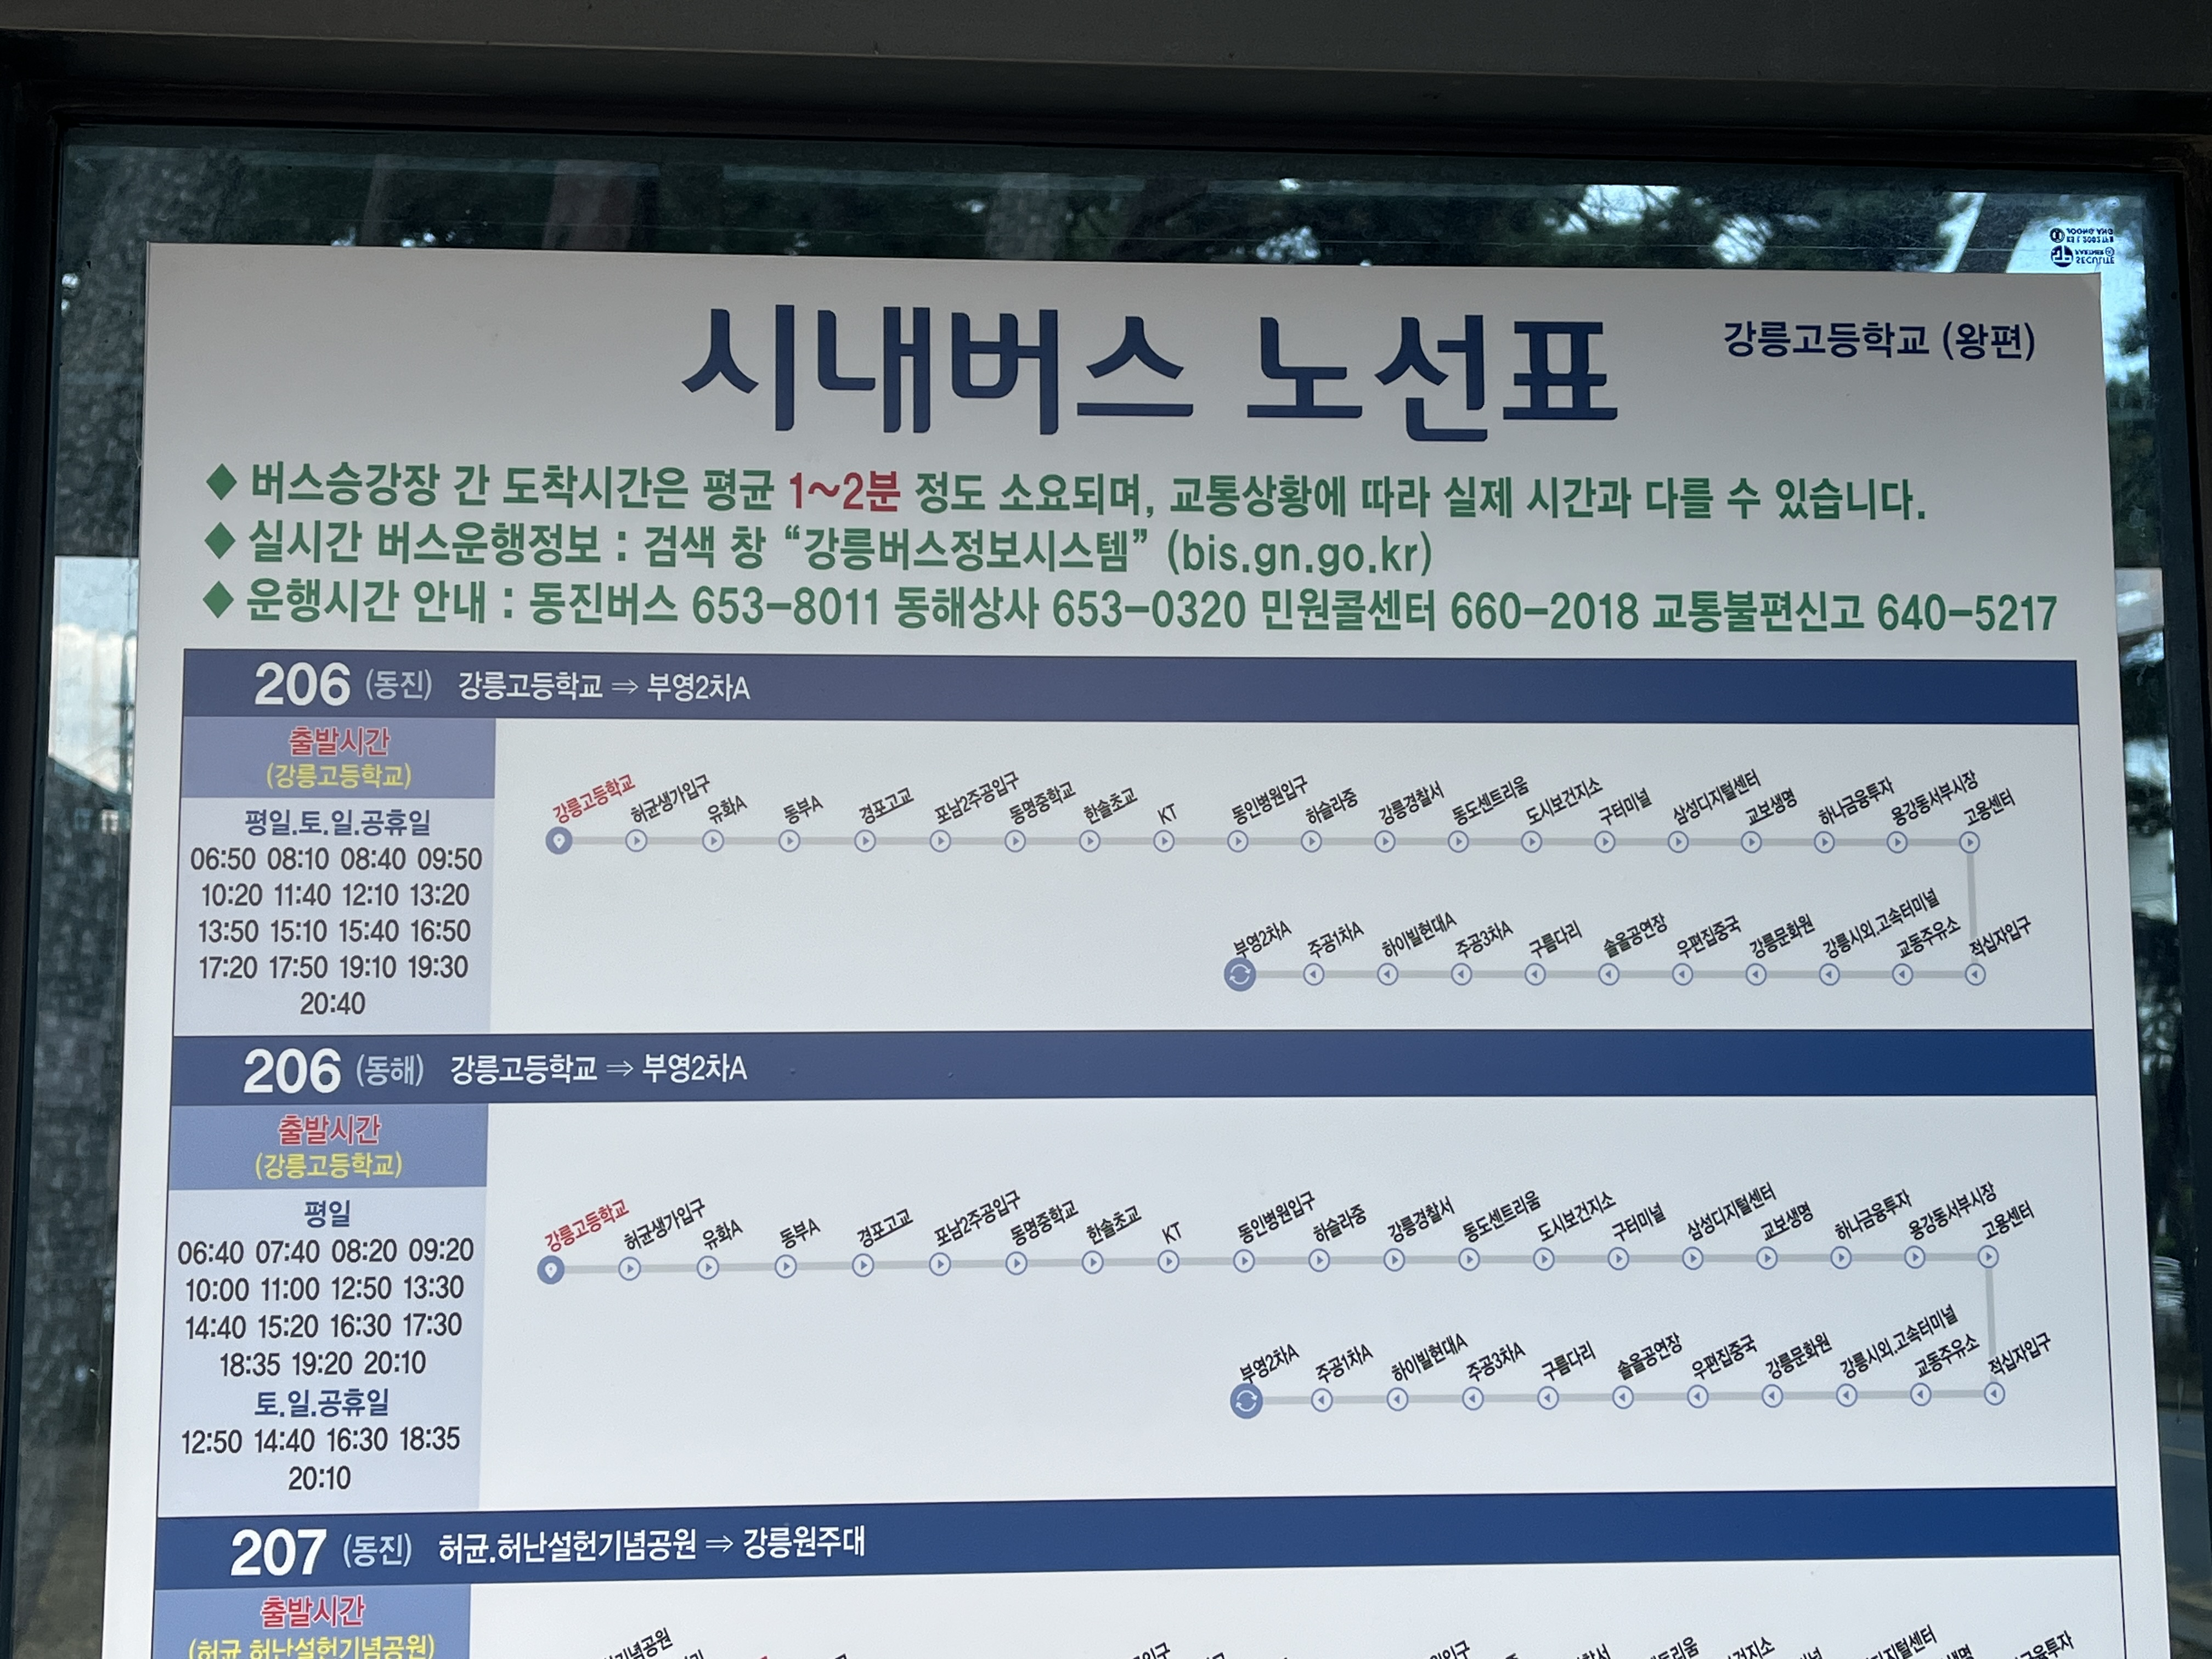 시내버스 노선표
강릉고등학교 (왕편)
◆ 버스승강장 간 도착시간은 평균 1~2분 정도 소요되며, 교통상황에 따라 실제 시간과 다를 수 있습니다.
◆ 실시간 버스운행정보 : 검색 창 “강릉버스정보시스템” (bis.gn.go.kr)
◆ 운행시간 안내 : 동진버스 653-8011 동해상사 653-0320 민원콜센터 660-2018 교통불편신고 640-5217
206 (동진) 강릉고등학교 ⇒ 부영2차A
출발시간
(강릉고등학교)
평일.토.일.공휴일
06:50 08:10 08:40 09:50
10:20 11:40 12:10 13:20
13:50 15:10 15:40 16:50
17:20 17:50 19:10 19:30
20:40
강릉고등학교 허균생가입구 유화A 동부A 경포고교 포남2주공입구 동명중학교 한솔초교 KT 동인병원입구 하슬라중 강릉경찰서 동도센트리움 도시보건지소 구터미널 삼성디지털센터 교보생명 하나금융투자 용강동서부시장 고용센터
부영2차A 주공1차A 하이빌현대A 주공3차A 구름다리 솔올공연장 우편집중국 강릉문화원 강릉시외.고속터미널 교동주유소 적십자입구
206 (동해) 강릉고등학교 ⇒ 부영2차A
출발시간
(강릉고등학교)
평일
06:40 07:40 08:20 09:20
10:00 11:00 12:50 13:30
14:40 15:20 16:30 17:30
18:35 19:20 20:10
토.일.공휴일
12:50 14:40 16:30 18:35
20:10
강릉고등학교 허균생가입구 유화A 동부A 경포고교 포남2주공입구 동명중학교 한솔초교 KT 동인병원입구 하슬라중 강릉경찰서 동도센트리움 도시보건지소 구터미널 삼성디지털센터 교보생명 하나금융투자 용강동서부시장 고용센터
부영2차A 주공1차A 하이빌현대A 주공3차A 구름다리 솔올공연장 우편집중국 강릉문화원 강릉시외.고속터미널 교동주유소 적십자입구
207 (동진) 허균.허난설헌기념공원 ⇒ 강릉원주대
출발시간
(허균.허난설헌기념공원)